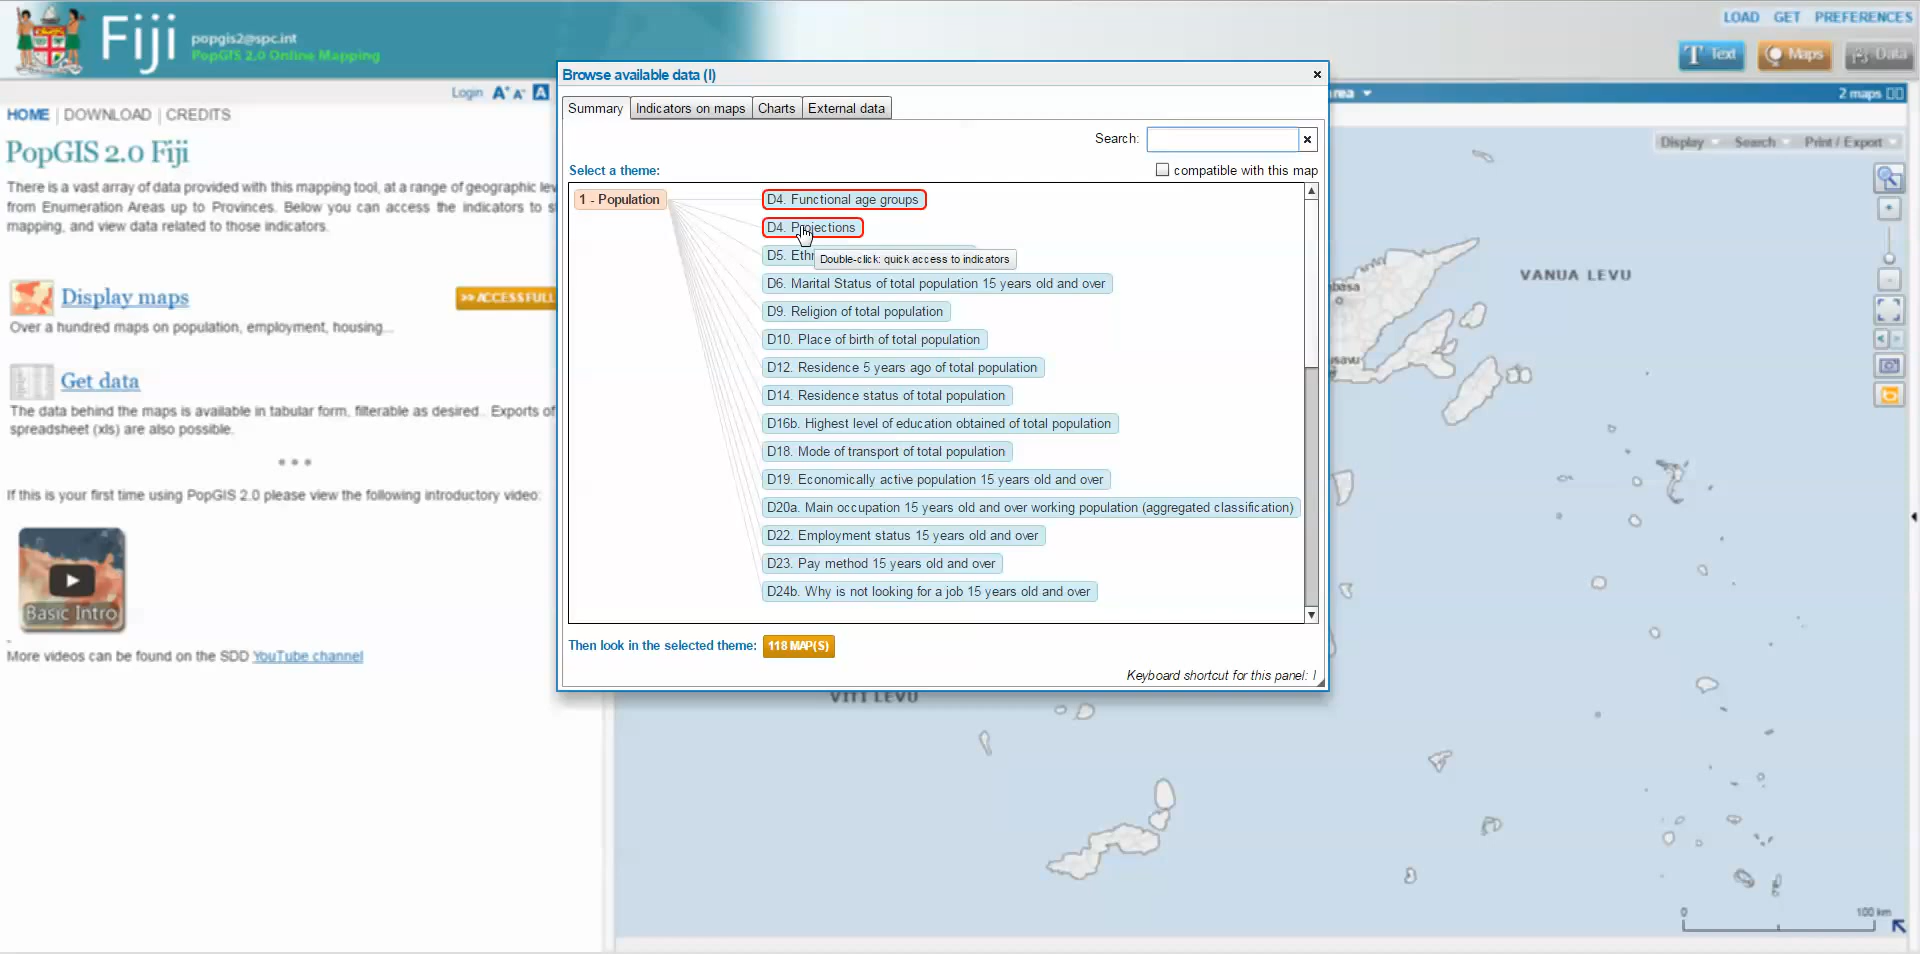 Fiji
popgis2@spc.int
PopGIS 2.0 Online Mapping
LOAD GET PREFERENCES
Text Maps Data
Login A+ A- A
2 maps
HOME | DOWNLOAD | CREDITS
PopGIS 2.0 Fiji
There is a vast array of data provided with this mapping tool, at a range of geographic lev
from Enumeration Areas up to Provinces. Below you can access the indicators to s
mapping, and view data related to those indicators.
Display maps
>> ACCESS FULL
Over a hundred maps on population, employment, housing...
Get data
The data behind the maps is available in tabular form, filterable as desired. Exports of
spreadsheet (xls) are also possible.
If this is your first time using PopGIS 2.0 please view the following introductory video:
Basic Intro
More videos can be found on the SDD YouTube channel
Browse available data (I)
Summary Indicators on maps Charts External data
Search:
Select a theme:
compatible with this map
1 - Population
D4. Functional age groups
D4. Projections
D5. Ethn
Double-click: quick access to indicators
D6. Marital Status of total population 15 years old and over
D9. Religion of total population
D10. Place of birth of total population
D12. Residence 5 years ago of total population
D14. Residence status of total population
D16b. Highest level of education obtained of total population
D18. Mode of transport of total population
D19. Economically active population 15 years old and over
D20a. Main occupation 15 years old and over working population (aggregated classification)
D22. Employment status 15 years old and over
D23. Pay method 15 years old and over
D24b. Why is not looking for a job 15 years old and over
Then look in the selected theme: 118 MAP(S)
Keyboard shortcut for this panel: I
Display Search Print / Export
VANUA LEVU
VITI LEVU
0 100 km